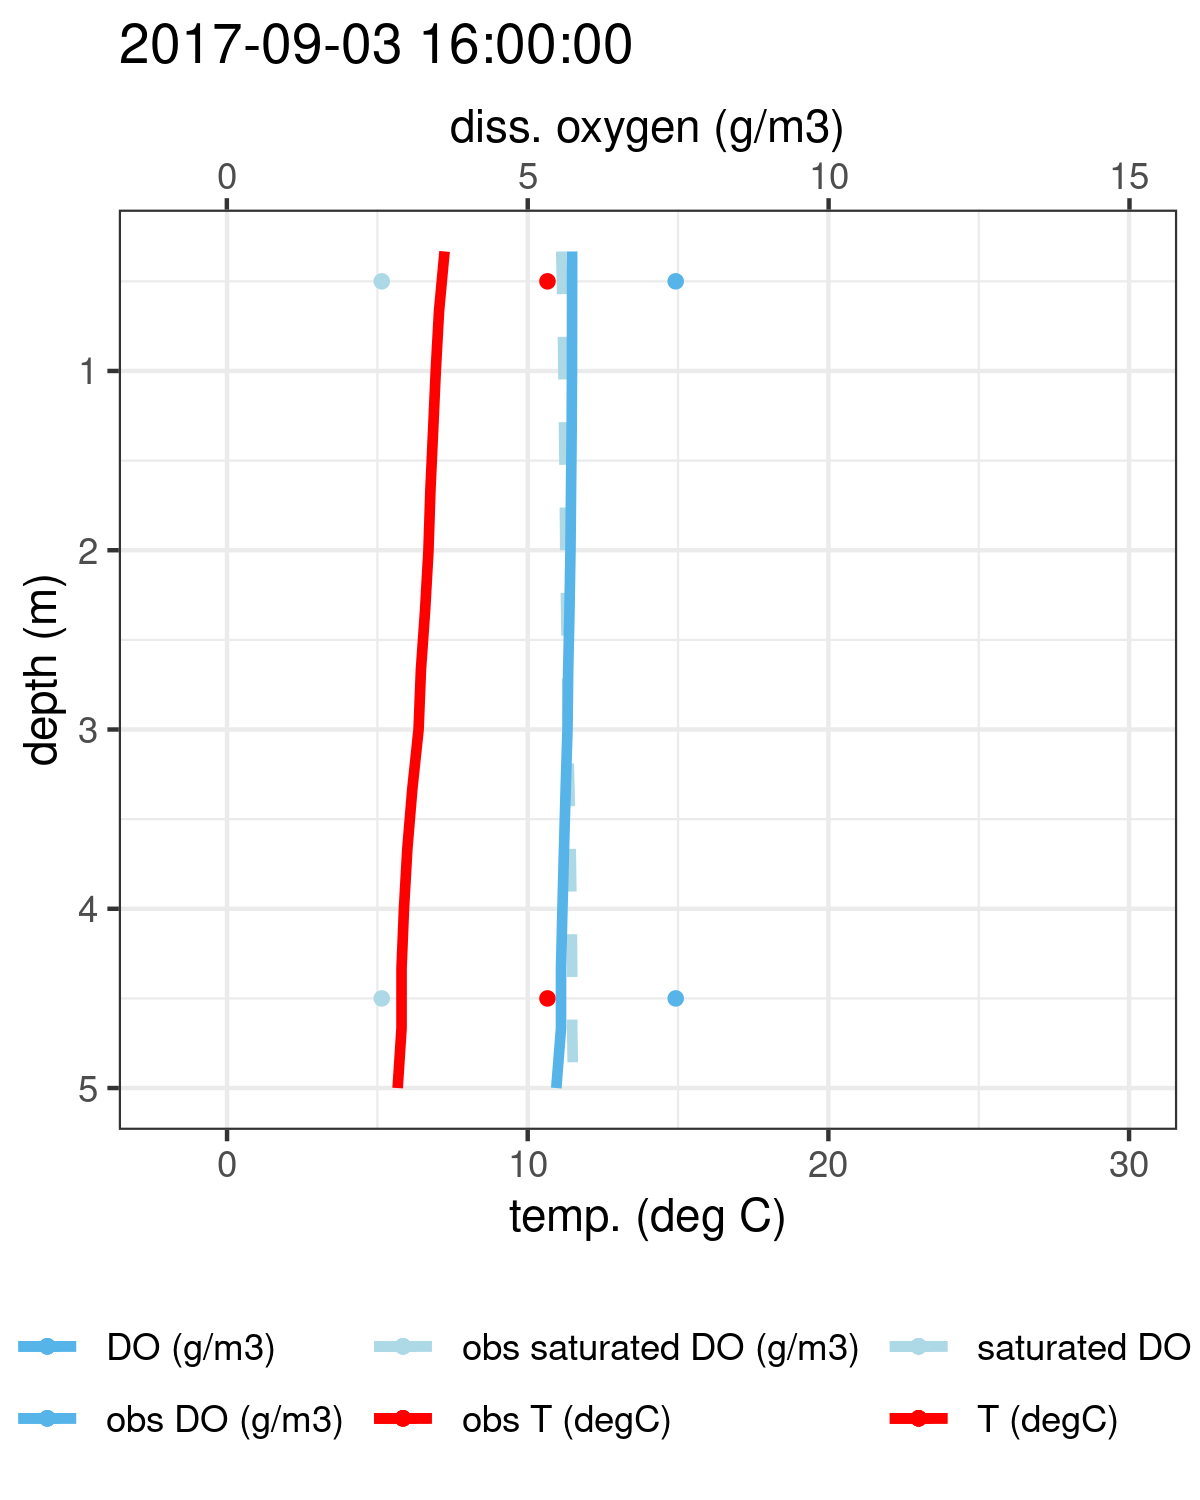 2017-09-03 16:00:00
diss. oxygen (g/m3)
0 5 10 15
depth (m)
1
2
3
4
5
0 10 20 30
temp. (deg C)
DO (g/m3) obs saturated DO (g/m3) saturated DO
obs DO (g/m3) obs T (degC) T (degC)